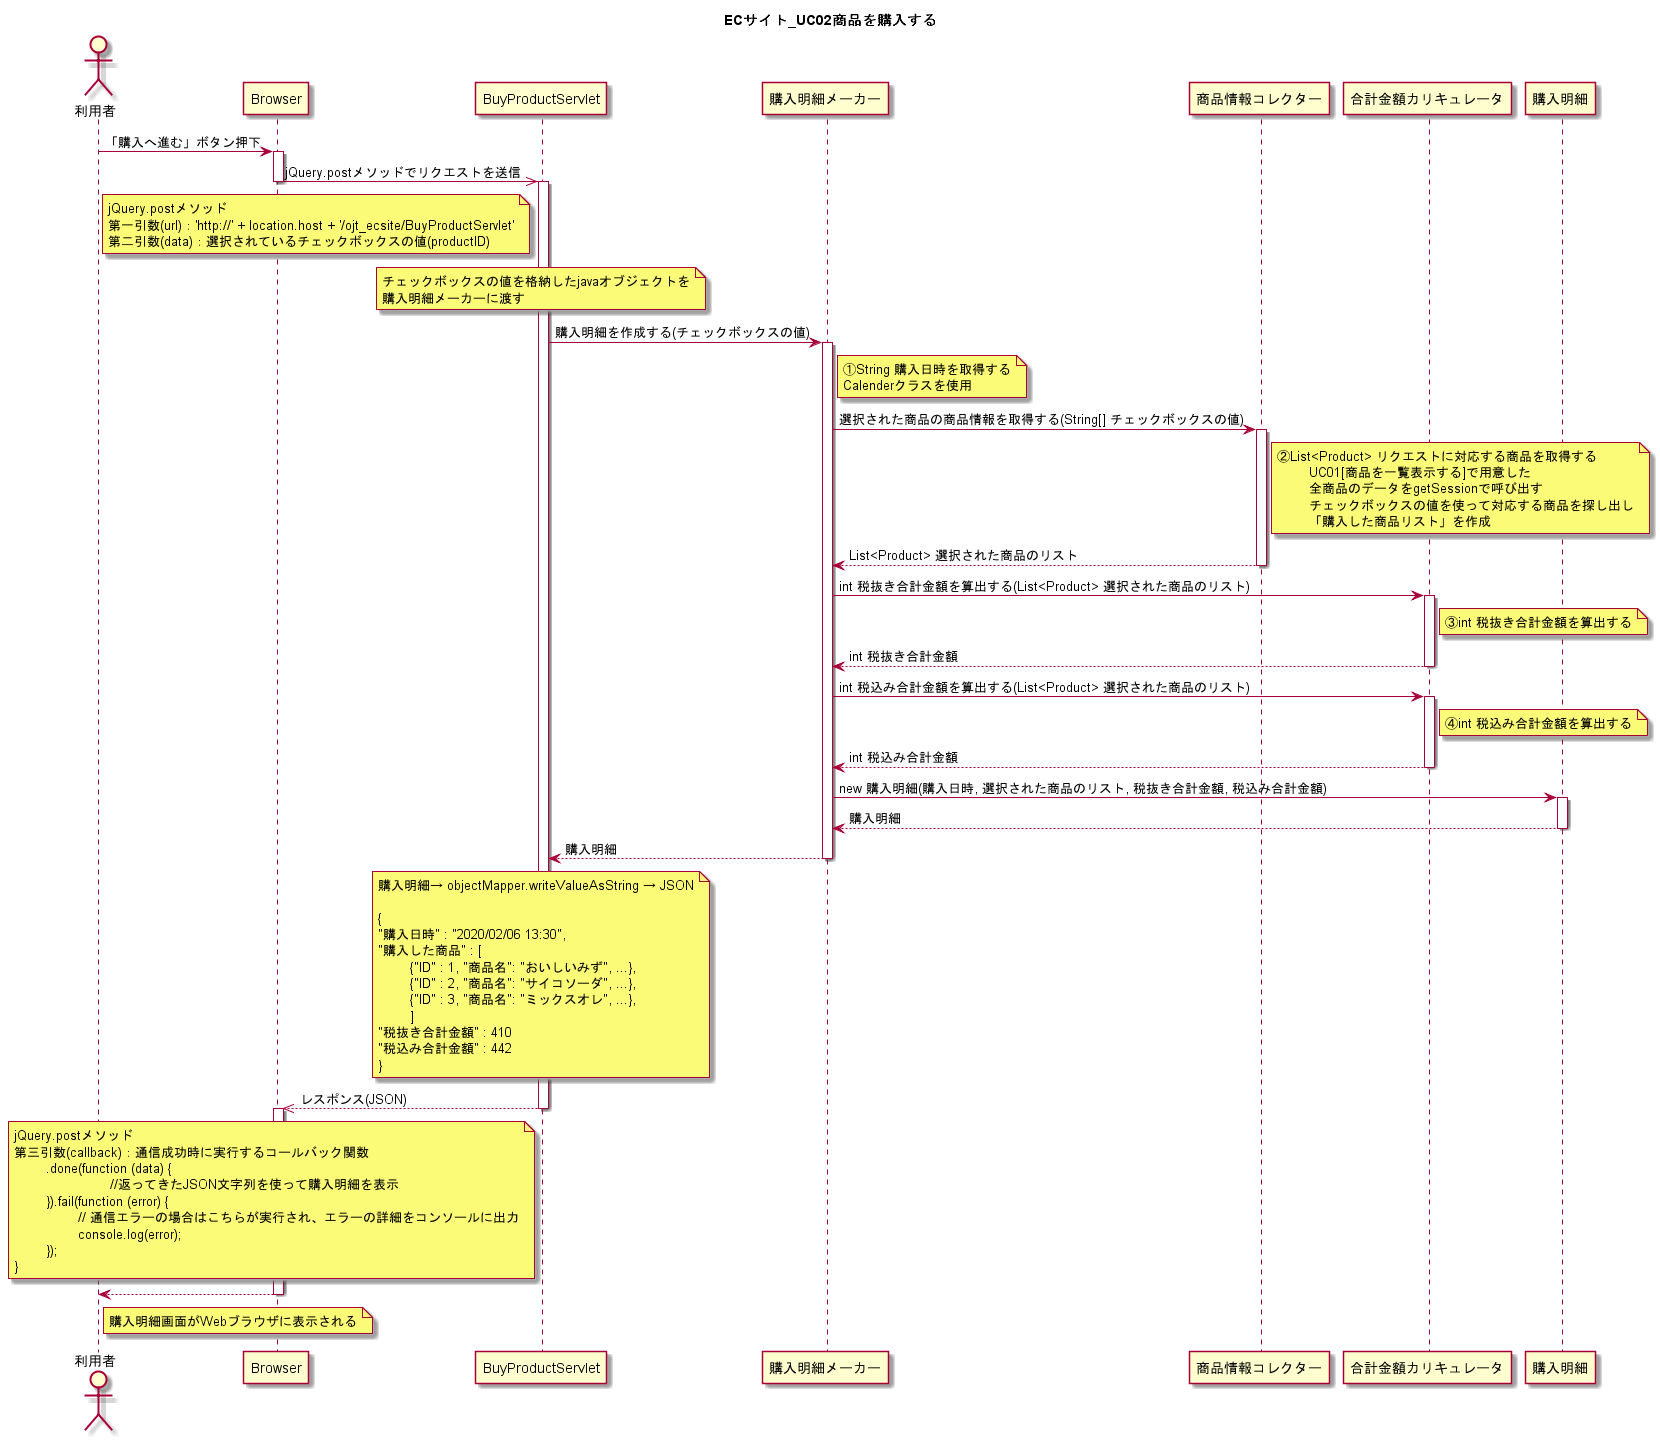 ECサイト_UC02商品を購入する
利用者
Browser
BuyProductServlet
購入明細メーカー
商品情報コレクター
合計金額カリキュレータ
購入明細
「購入へ進む」ボタン押下
jQuery.postメソッドでリクエストを送信
jQuery.postメソッド
第一引数(url) : 'http://' + location.host + '/ojt_ecsite/BuyProductServlet'
第二引数(data) : 選択されているチェックボックスの値(productID)
チェックボックスの値を格納したjavaオブジェクトを
購入明細メーカーに渡す
購入明細を作成する(チェックボックスの値)
①String 購入日時を取得する
Calenderクラスを使用
選択された商品の商品情報を取得する(String[] チェックボックスの値)
②List<Product> リクエストに対応する商品を取得する
UC01[商品を一覧表示する]で用意した
全商品のデータをgetSessionで呼び出す
チェックボックスの値を使って対応する商品を探し出し
「購入した商品リスト」を作成
List<Product> 選択された商品のリスト
int 税抜き合計金額を算出する(List<Product> 選択された商品のリスト)
③int 税抜き合計金額を算出する
int 税抜き合計金額
int 税込み合計金額を算出する(List<Product> 選択された商品のリスト)
④int 税込み合計金額を算出する
int 税込み合計金額
new 購入明細(購入日時, 選択された商品のリスト, 税抜き合計金額, 税込み合計金額)
購入明細
購入明細
購入明細→ objectMapper.writeValueAsString → JSON
{
"購入日時" : "2020/02/06 13:30",
"購入した商品" : [
{"ID" : 1, "商品名": "おいしいみず", ...},
{"ID" : 2, "商品名": "サイコソーダ", ...},
{"ID" : 3, "商品名": "ミックスオレ", ...},
]
"税抜き合計金額" : 410
"税込み合計金額" : 442
}
レスポンス(JSON)
jQuery.postメソッド
第三引数(callback) : 通信成功時に実行するコールバック関数
.done(function (data) {
//返ってきたJSON文字列を使って購入明細を表示
}).fail(function (error) {
// 通信エラーの場合はこちらが実行され、エラーの詳細をコンソールに出力
console.log(error);
});
}
購入明細画面がWebブラウザに表示される
利用者
Browser
BuyProductServlet
購入明細メーカー
商品情報コレクター
合計金額カリキュレータ
購入明細